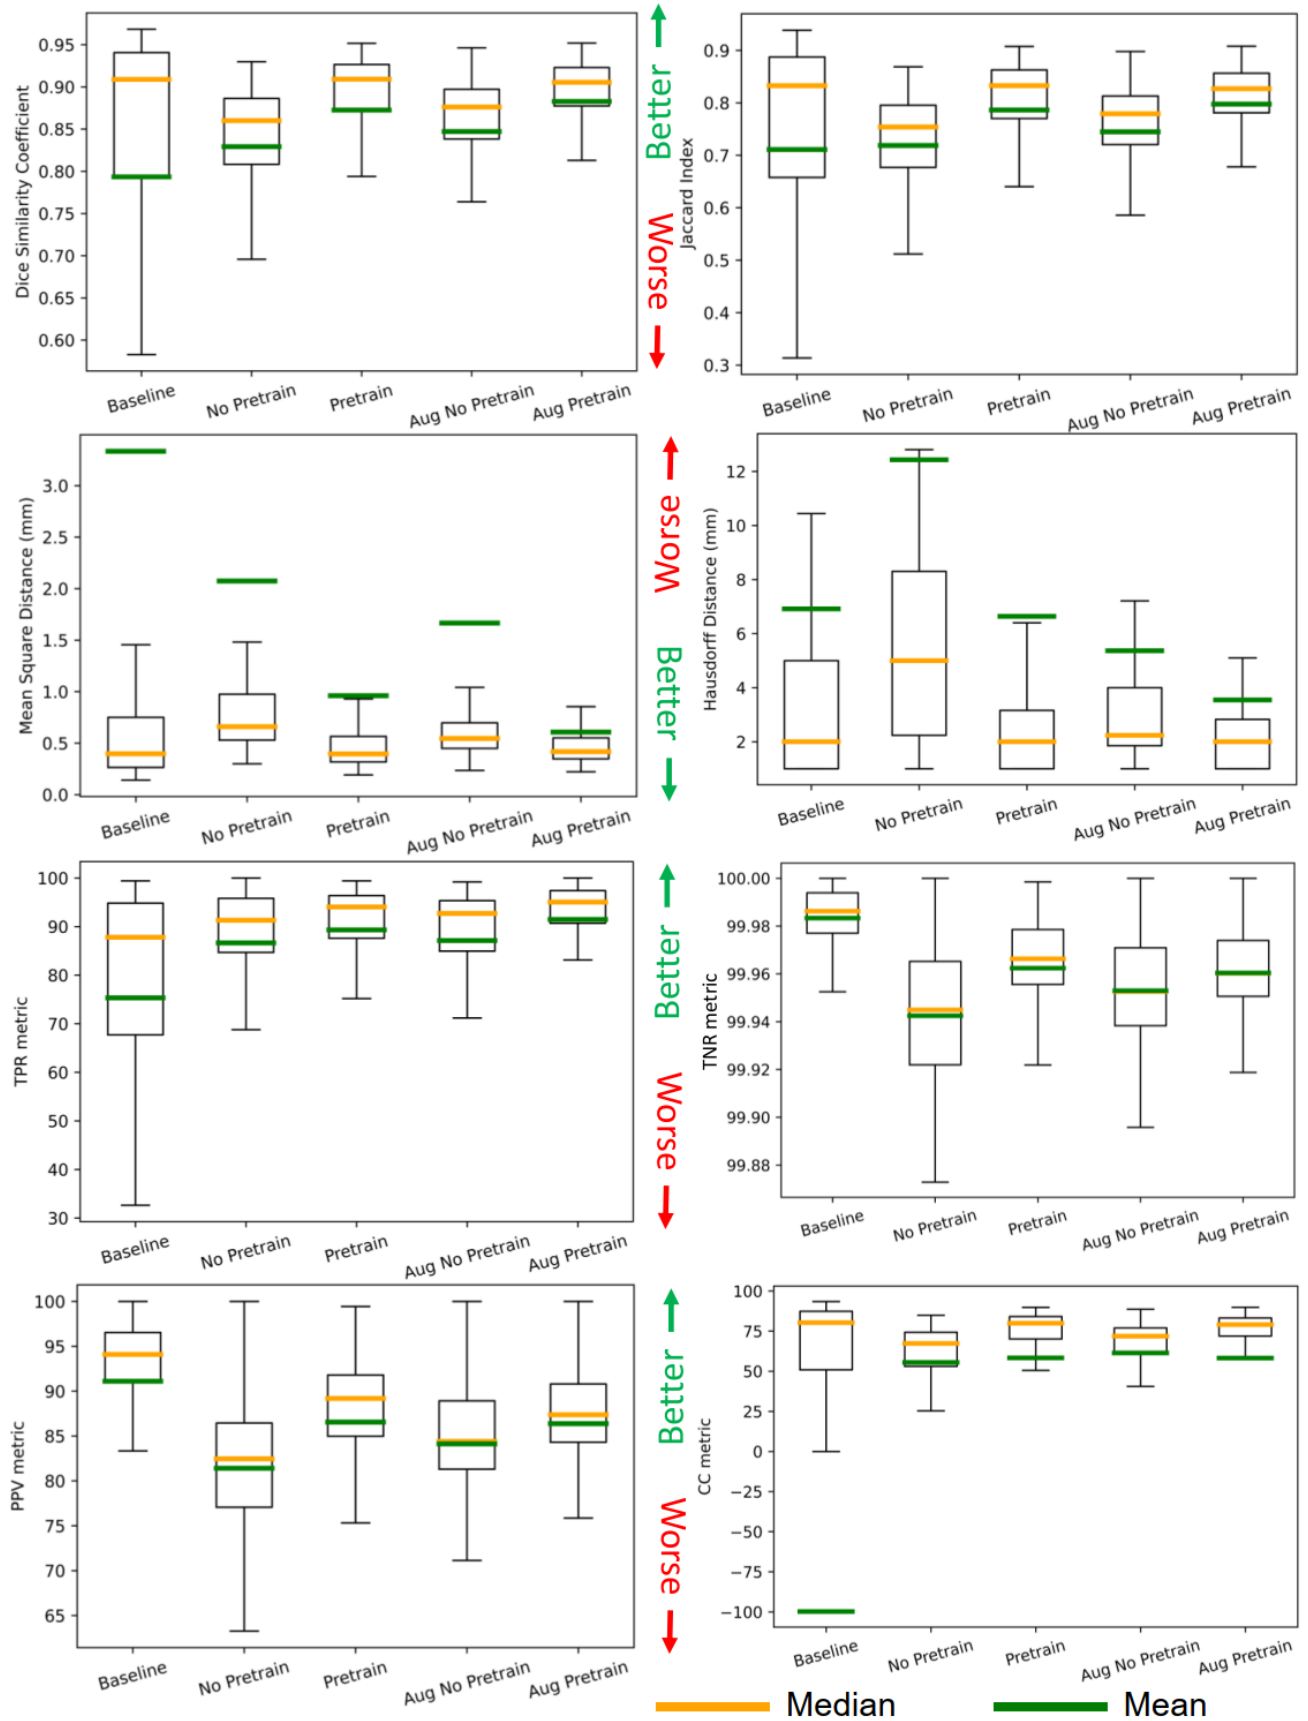 Dice Similarity Coefficient
0.95
0.90
0.85
0.80
0.75
0.70
0.65
0.60
Baseline
No Pretrain
Pretrain
Aug No Pretrain
Aug Pretrain
Better
Worse
Jaccard Index
0.9
0.8
0.7
0.6
0.5
0.4
0.3
Baseline
No Pretrain
Pretrain
Aug No Pretrain
Aug Pretrain
Mean Square Distance (mm)
3.0
2.5
2.0
1.5
1.0
0.5
0.0
Baseline
No Pretrain
Pretrain
Aug No Pretrain
Aug Pretrain
Worse
Better
Hausdorff Distance (mm)
12
10
8
6
4
2
Baseline
No Pretrain
Pretrain
Aug No Pretrain
Aug Pretrain
TPR metric
100
90
80
70
60
50
40
30
Baseline
No Pretrain
Pretrain
Aug No Pretrain
Aug Pretrain
Better
Worse
TNR metric
100.00
99.98
99.96
99.94
99.92
99.90
99.88
Baseline
No Pretrain
Pretrain
Aug No Pretrain
Aug Pretrain
PPV metric
100
95
90
85
80
75
70
65
Baseline
No Pretrain
Pretrain
Aug No Pretrain
Aug Pretrain
Better
Worse
CC metric
100
75
50
25
0
−25
−50
−75
−100
Baseline
No Pretrain
Pretrain
Aug No Pretrain
Aug Pretrain
Median
Mean